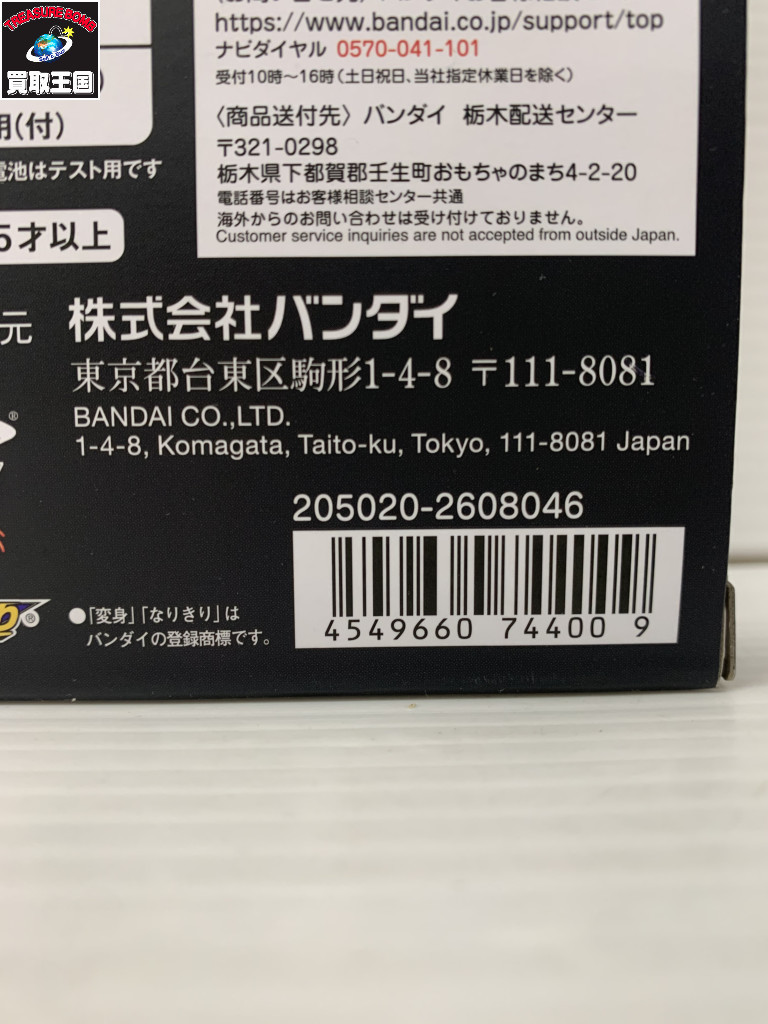 TREASURE BOMB
買取王国
https://www.bandai.co.jp/support/top
ナビダイヤル 0570-041-101
受付10時～16時(土日祝日、当社指定休業日を除く)
〈商品送付先〉バンダイ 栃木配送センター
〒321-0298
栃木県下都賀郡壬生町おもちゃのまち4-2-20
電話番号はお客様相談センター共通
海外からのお問い合わせは受け付けておりません。
Customer service inquiries are not accepted from outside Japan.
(付)
電池はテスト用です
5才以上
元 株式会社バンダイ
東京都台東区駒形1-4-8 〒111-8081
BANDAI CO.,LTD.
1-4-8, Komagata, Taito-ku, Tokyo, 111-8081 Japan
205020-2608046
4549660 74400 9
●「変身」「なりきり」は
バンダイの登録商標です。